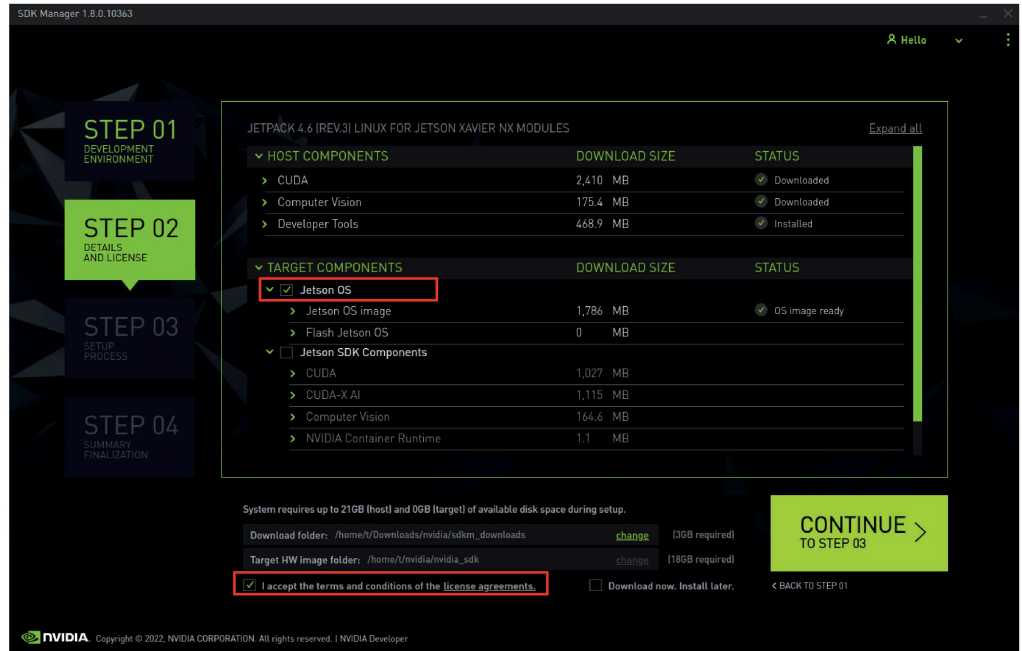 SDK Manager 1.8.0.10363
Hello
STEP 01
DEVELOPMENT
ENVIRONMENT
STEP 02
DETAILS
AND LICENSE
STEP 03
SETUP
PROCESS
STEP 04
SUMMARY
FINALIZATION
JETPACK 4.6 (REV.3) LINUX FOR JETSON XAVIER NX MODULES Expand all
HOST COMPONENTS DOWNLOAD SIZE STATUS
CUDA 2,410 MB Downloaded
Computer Vision 175.4 MB Downloaded
Developer Tools 468.9 MB Installed
TARGET COMPONENTS DOWNLOAD SIZE STATUS
Jetson OS
Jetson OS image 1,786 MB OS image ready
Flash Jetson OS 0 MB
Jetson SDK Components
CUDA 1,027 MB
CUDA-X AI 1,115 MB
Computer Vision 164.6 MB
NVIDIA Container Runtime 1.1 MB
System requires up to 21GB (host) and 0GB (target) of available disk space during setup.
Download folder: /home/t/Downloads/nvidia/sdkm_downloads change (3GB required)
Target HW image folder: /home/t/nvidia/nvidia_sdk change (18GB required)
I accept the terms and conditions of the license agreements. Download now. Install later.
CONTINUE
TO STEP 03
< BACK TO STEP 01
NVIDIA. Copyright © 2022, NVIDIA CORPORATION. All rights reserved. | NVIDIA Developer